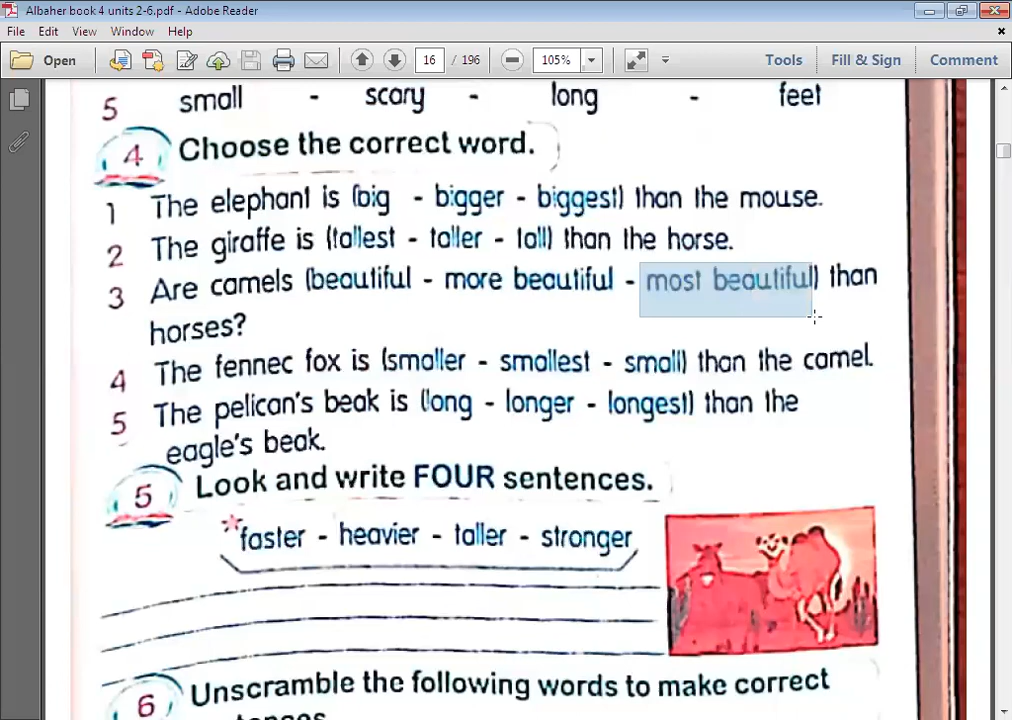 Albaher book 4 units 2-6.pdf - Adobe Reader
File Edit View Window Help
Open 16 / 196 105% Tools Fill & Sign Comment
5 small - scary - long - feet
4 Choose the correct word.
1 The elephant is (big - bigger - biggest) than the mouse.
2 The giraffe is (tallest - taller - tall) than the horse.
3 Are camels (beautiful - more beautiful - most beautiful) than
horses?
4 The fennec fox is (smaller - smallest - small) than the camel.
5 The pelican's beak is (long - longer - longest) than the
eagle's beak.
5 Look and write FOUR sentences.
*faster - heavier - taller - stronger
6 Unscramble the following words to make correct